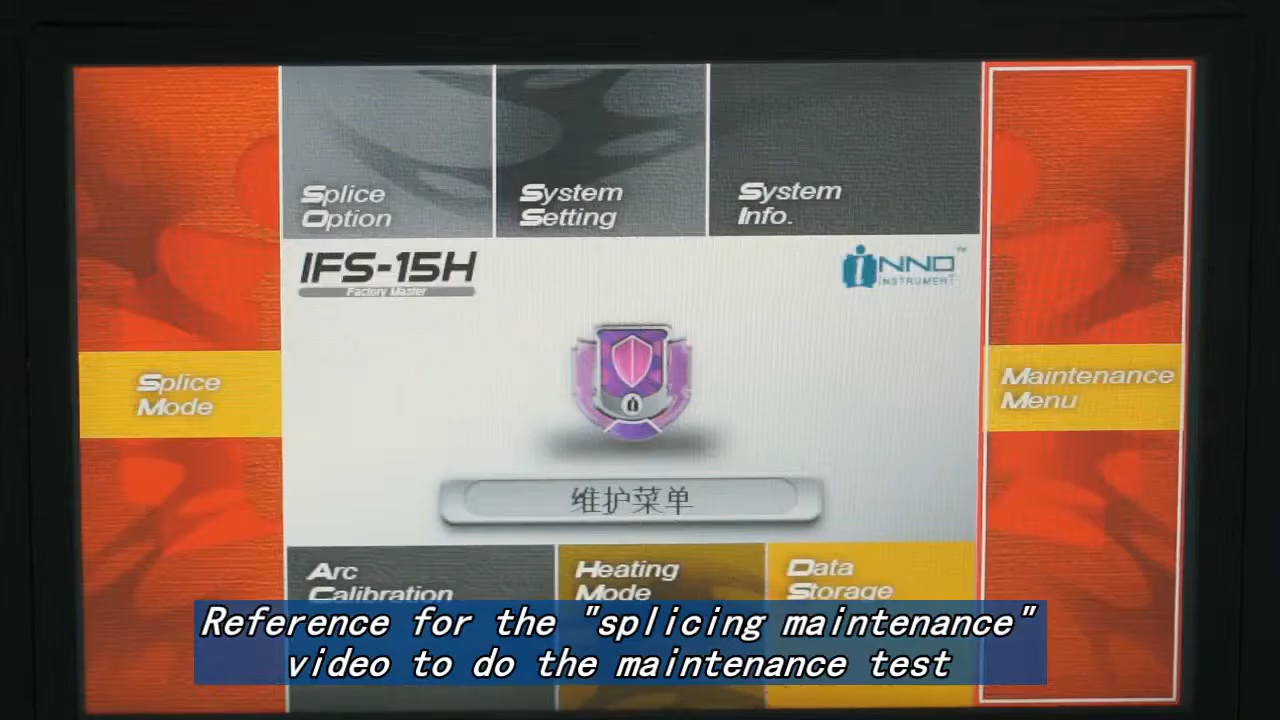 Splice
Option
System
Setting
System
Info.
IFS-15H
Factory Master
INNO
INSTRUMENT
TM
Splice
Mode
Maintenance
Menu
维护菜单
Arc
Calibration
Heating
Mode
Data
Storage
Reference for the "splicing maintenance"
video to do the maintenance test